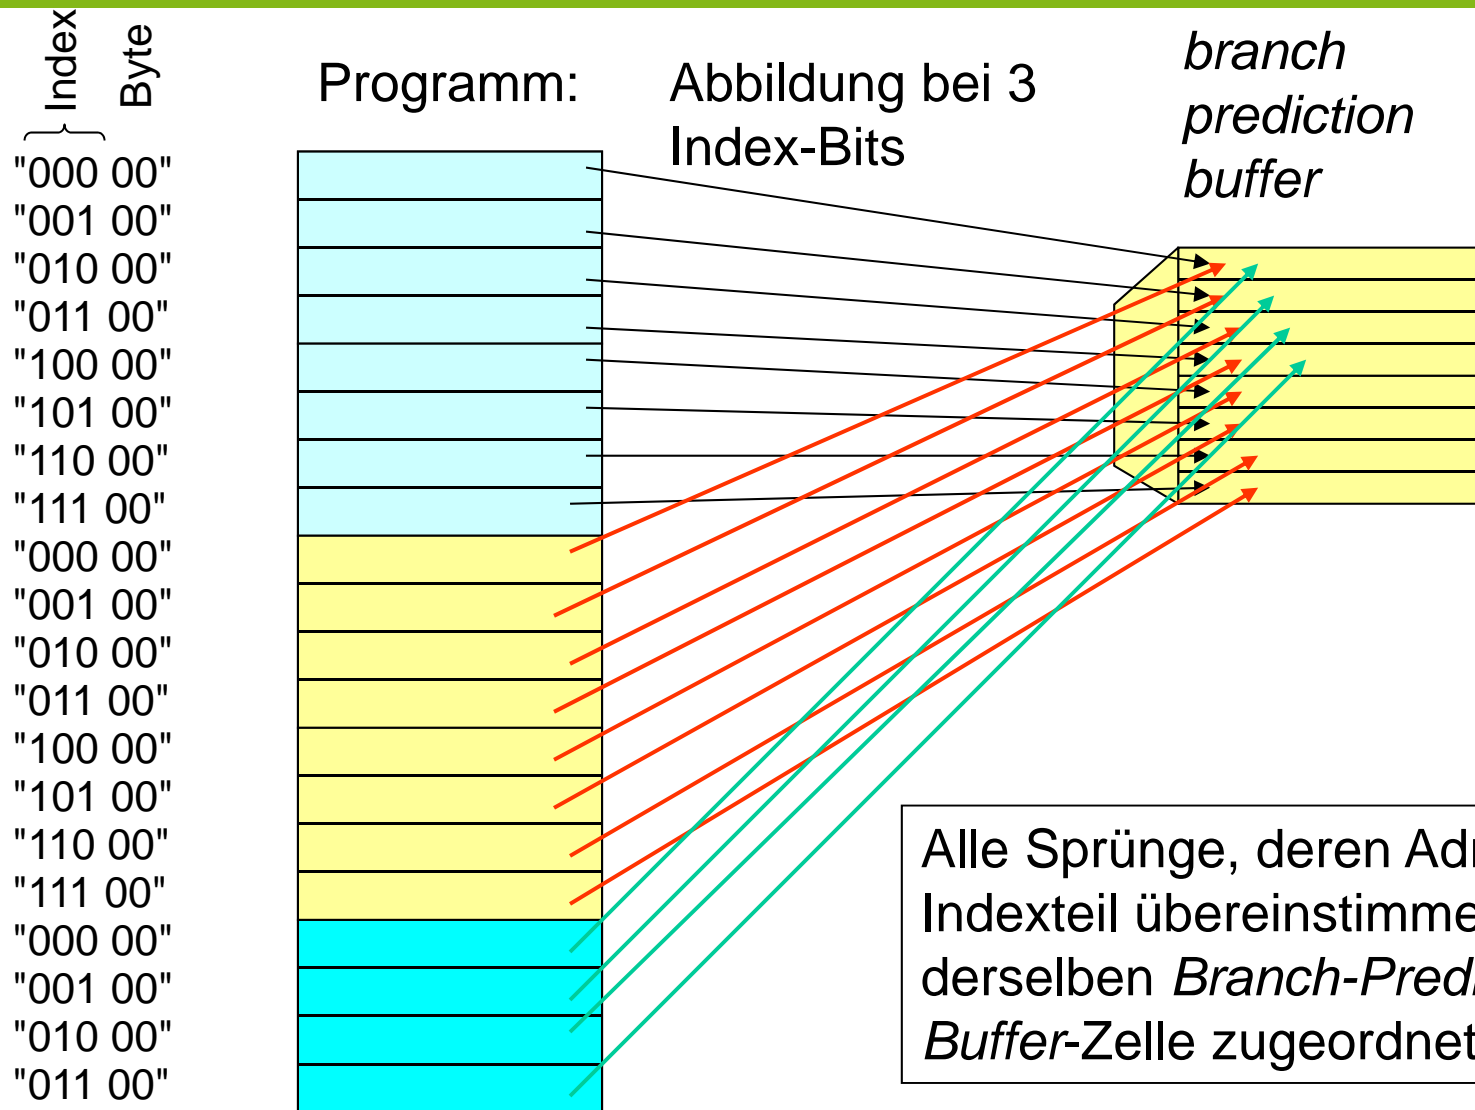 Index
Byte
Programm:
Abbildung bei 3
Index-Bits
branch
prediction
buffer
"000 00"
"001 00"
"010 00"
"011 00"
"100 00"
"101 00"
"110 00"
"111 00"
"000 00"
"001 00"
"010 00"
"011 00"
"100 00"
"101 00"
"110 00"
"111 00"
"000 00"
"001 00"
"010 00"
"011 00"
Alle Sprünge, deren
Indexteil
derselben
Buffer-Zelle zugeordnet